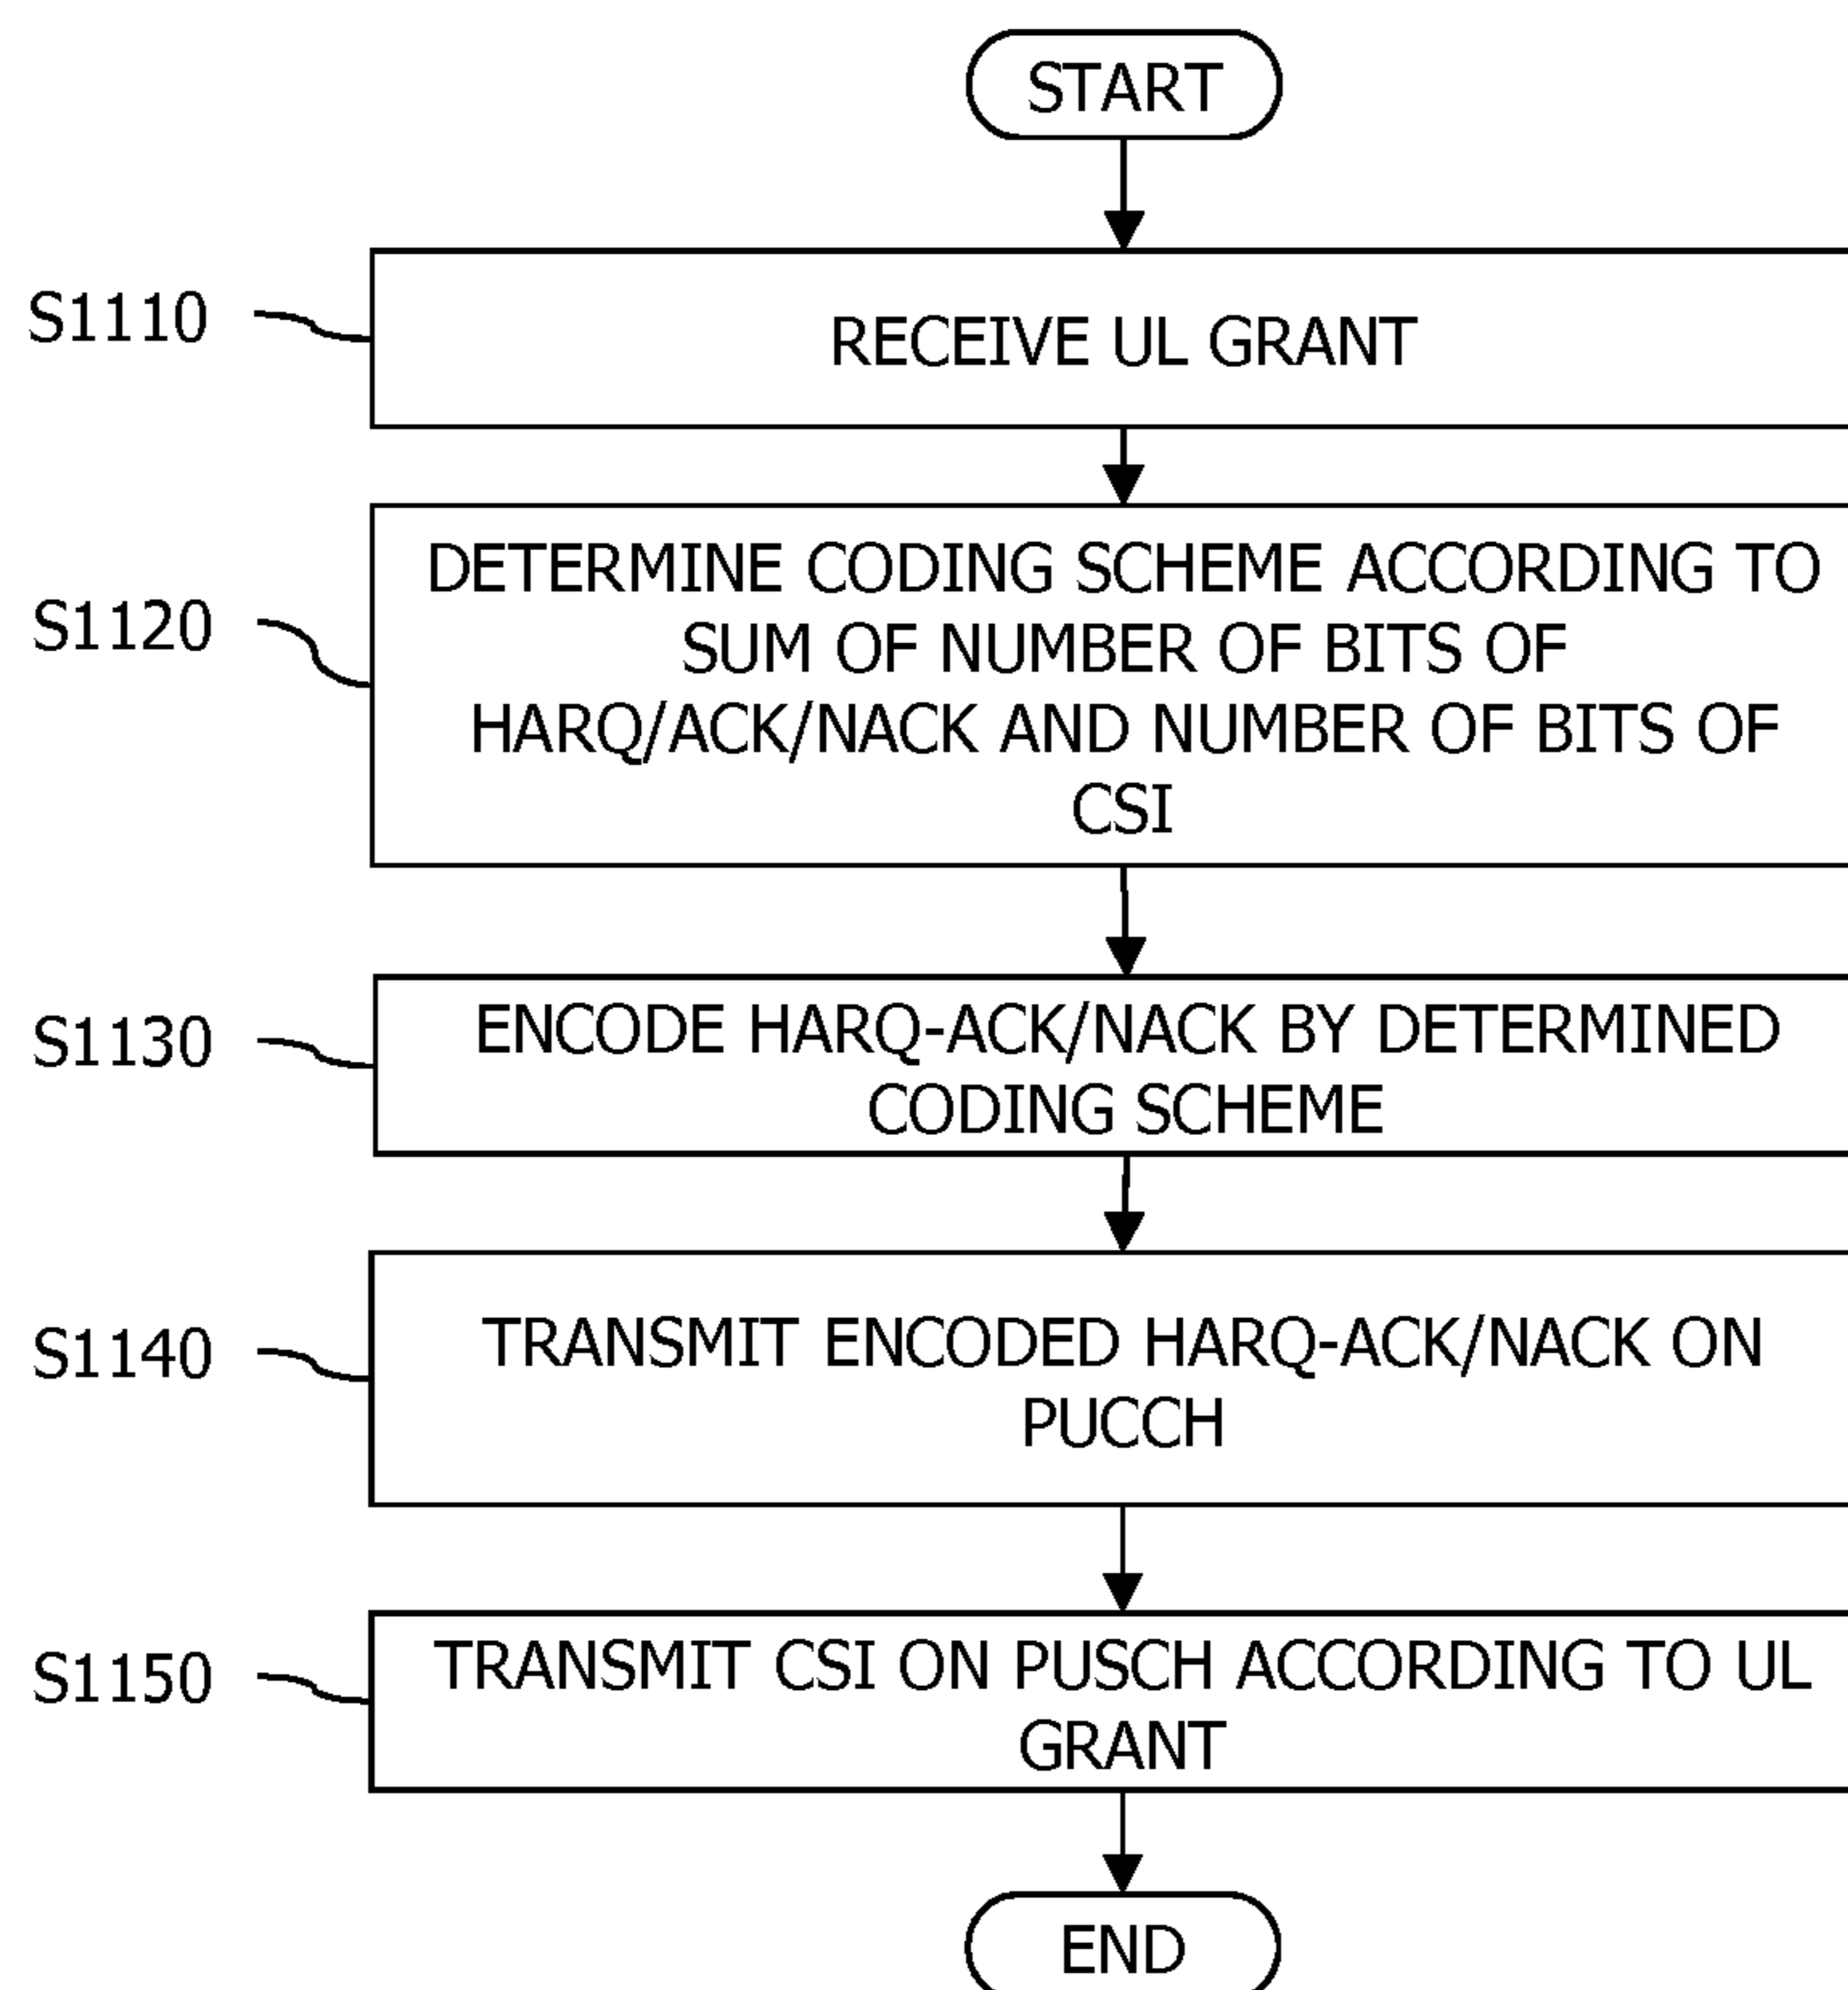 START
S1110
RECEIVE UL GRANT
S1120
DETERMINE CODING SCHEME ACCORDING TO
SUM OF NUMBER OF BITS OF
HARQ/ACK/NACK AND NUMBER OF BITS OF
CSI
S1130
ENCODE HARQ-ACK/NACK BY DETERMINED
CODING SCHEME
S1140
TRANSMIT ENCODED HARQ-ACK/NACK ON
PUCCH
S1150
TRANSMIT CSI ON PUSCH ACCORDING TO UL
GRANT
END